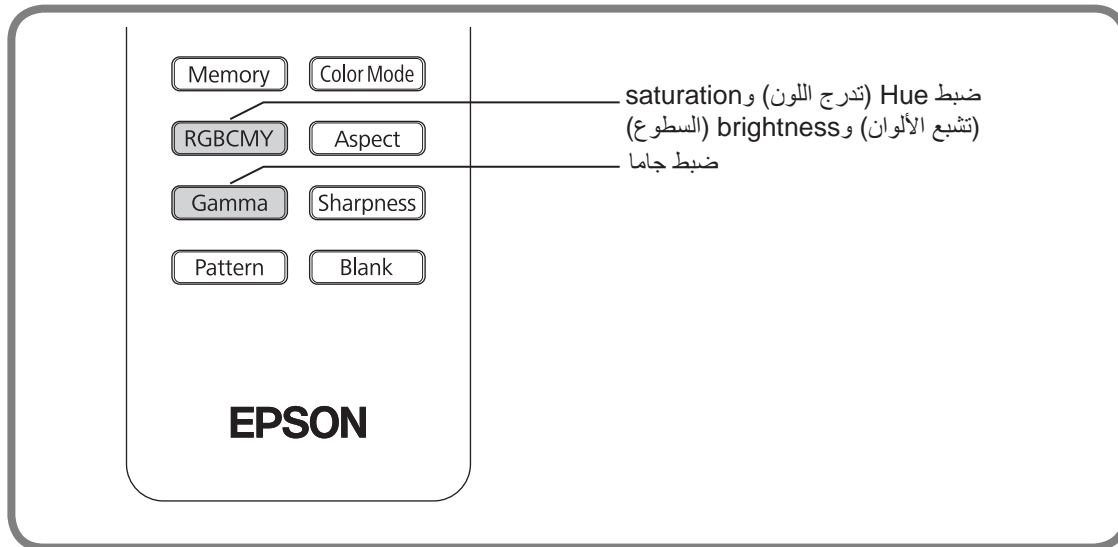 Memory
Color Mode
RGBCMY
Aspect
Gamma
Sharpness
Pattern
Blank
EPSON
ضبط Hue (تدرج اللون) وsaturation
(تشبع الألوان) وbrightness (السطوع)
ضبط جاما